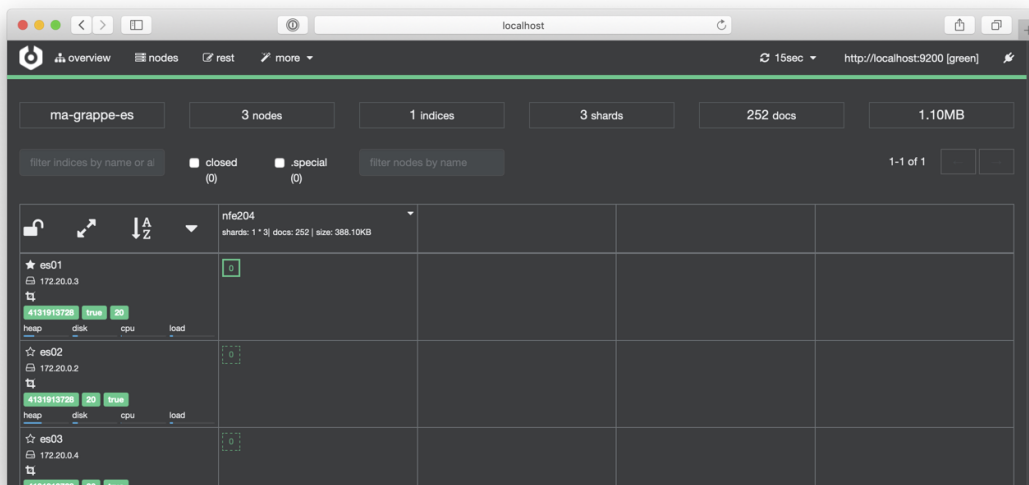 localhost
overview nodes rest more 15sec http://localhost:9200 [green]
ma-grappe-es 3 nodes 1 indices 3 shards 252 docs 1.10MB
filter indices by name or al closed (0) .special (0) filter nodes by name 1-1 of 1
A
Z
nfe204
shards: 1 * 3| docs: 252 | size: 388.10KB
es01 0
172.20.0.3
4131913728 true 20
heap disk cpu load
es02 0
172.20.0.2
4131913728 20 true
heap disk cpu load
es03 0
172.20.0.4